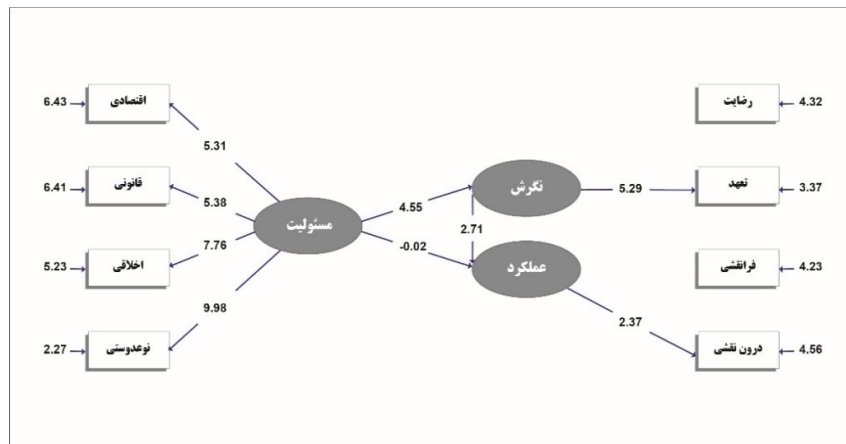 6.43
اقتصادی
5.31
6.41
قانونی
5.38
5.23
اخلاقی
7.76
2.27
نوعدوستی
9.98
مسئولیت
4.55
-0.02
نگرش
2.71
عملکرد
5.29
2.37
رضایت
4.32
تعهد
3.37
فرانقشی
4.23
درون نقشی
4.56